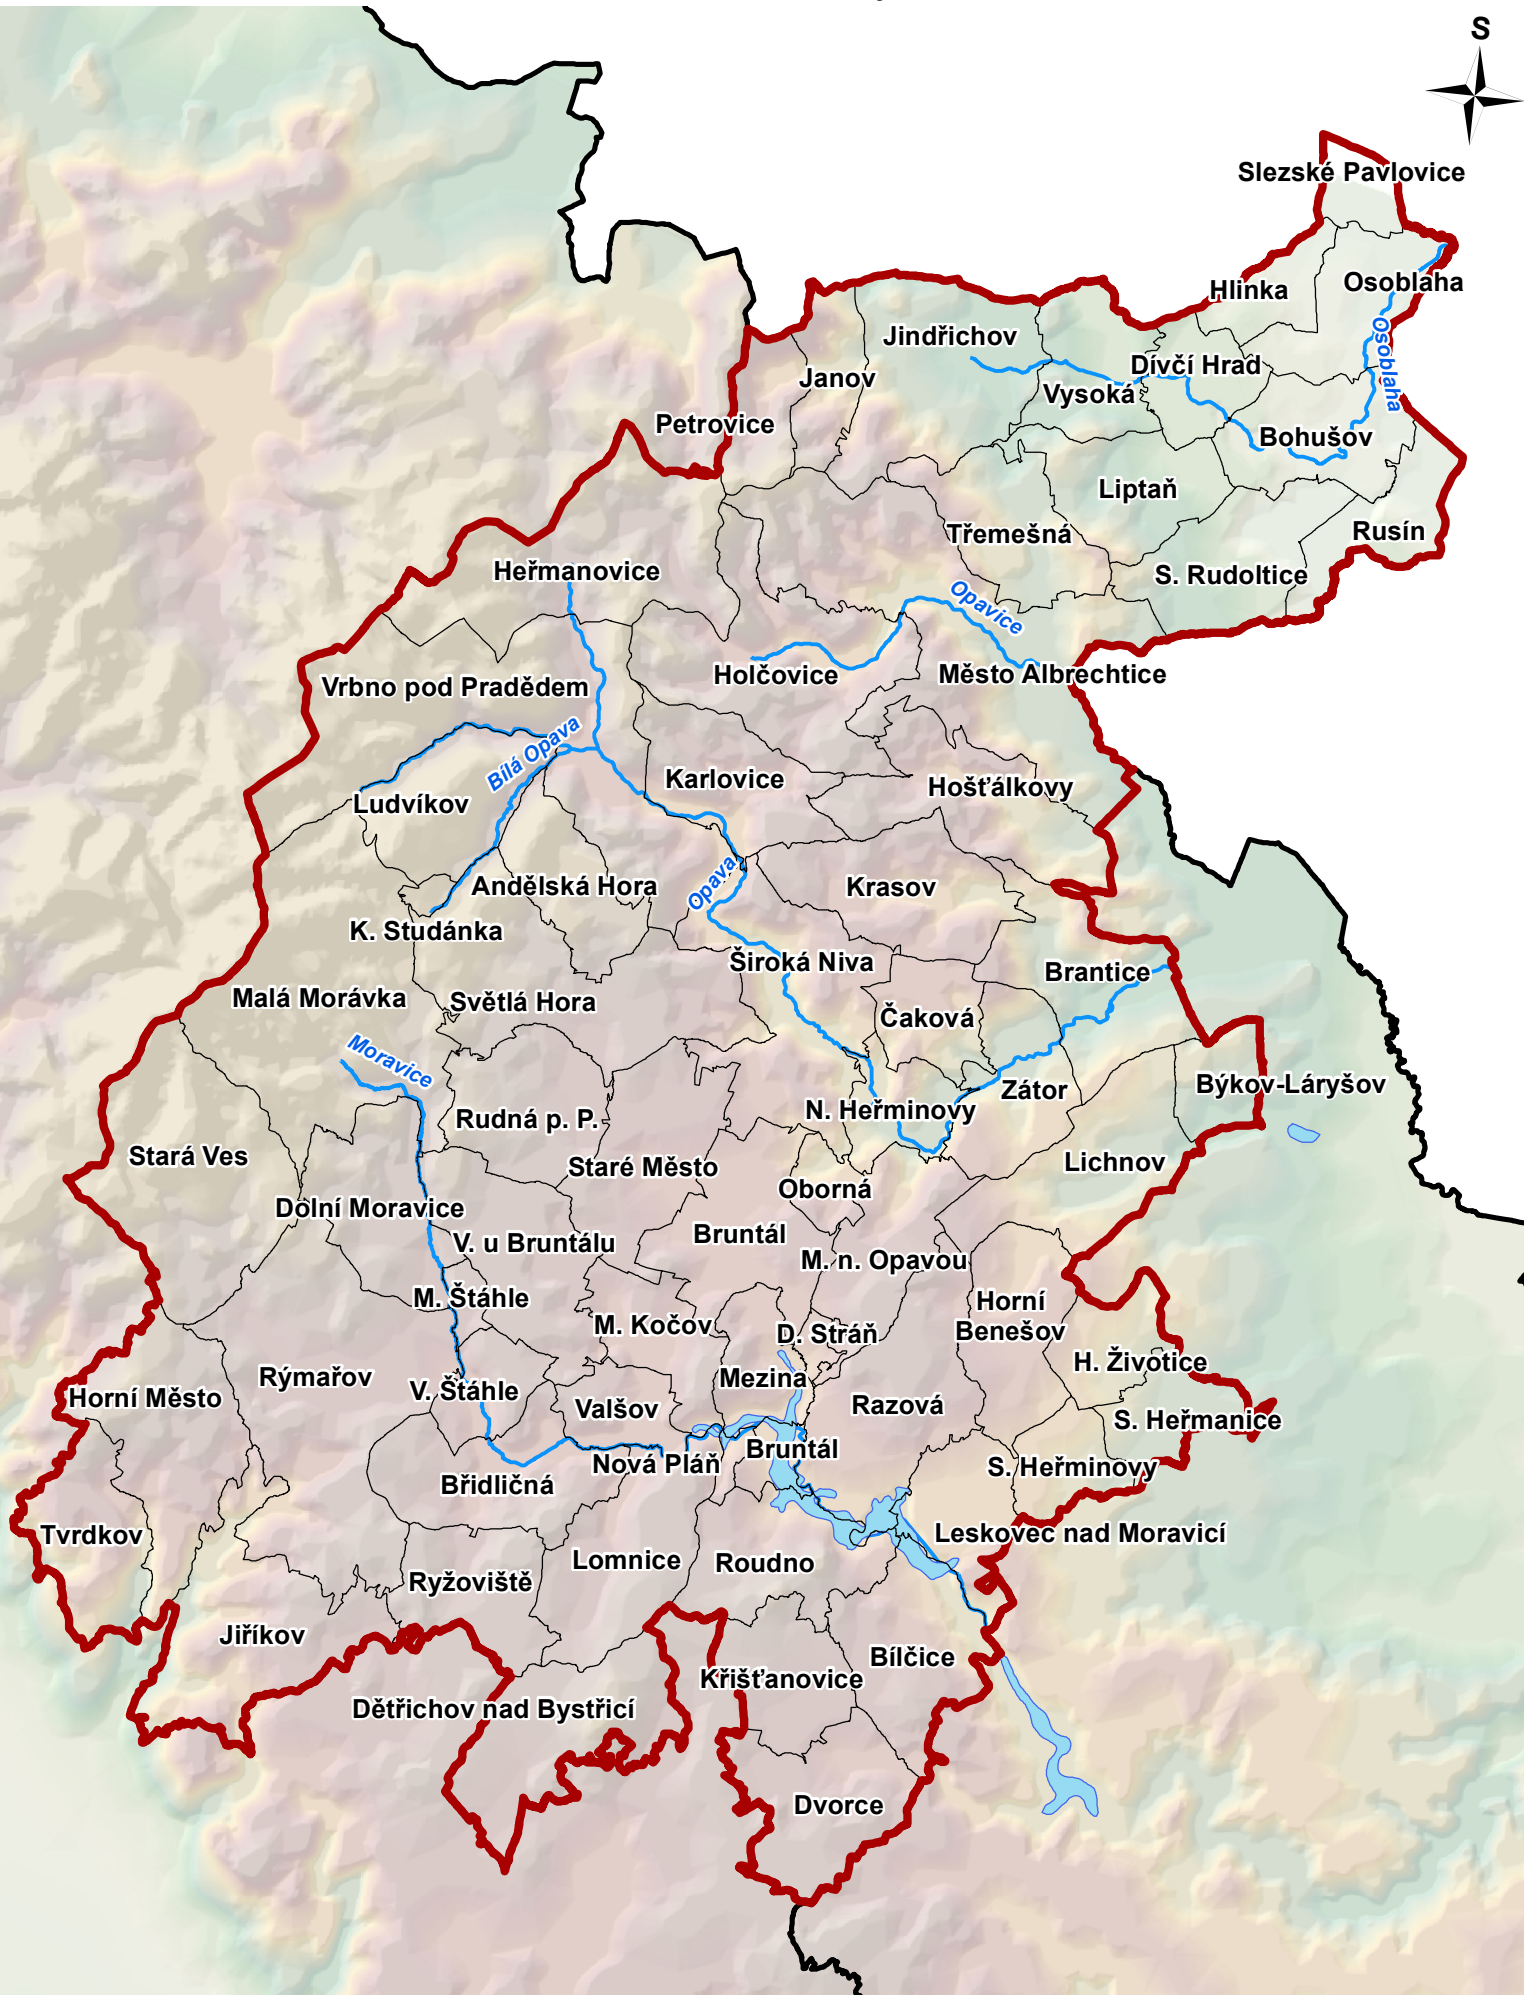 S
Slezské Pavlovice
Hlinka
Osoblaha
Osoblaha
Jindřichov
Dívčí Hrad
Janov
Vysoká
Petrovice
Bohušov
Liptaň
Třemešná
Rusín
Heřmanovice
S. Rudoltice
Opavice
Holčovice
Město Albrechtice
Vrbno pod Pradědem
Bílá Opava
Karlovice
Hošťálkovy
Ludvíkov
Opava
Andělská Hora
Krasov
K. Studánka
Široká Niva
Brantice
Malá Morávka
Světlá Hora
Čaková
Moravice
Zátor
Býkov-Láryšov
Rudná p. P.
N. Heřminovy
Stará Ves
Staré Město
Lichnov
Oborná
Dolní Moravice
Bruntál
V. u Bruntálu
M. n. Opavou
M. Štáhle
Horní
Benešov
M. Kočov
D. Stráň
H. Životice
Rýmařov
Mezina
Horní Město
V. Štáhle
Valšov
Razová
S. Heřmanice
Bruntál
Nová Pláň
S. Heřminovy
Břidličná
Tvrdkov
Leskovec nad Moravicí
Lomnice
Roudno
Ryžoviště
Jiříkov
Bílčice
Křišťanovice
Dětřichov nad Bystřicí
Dvorce